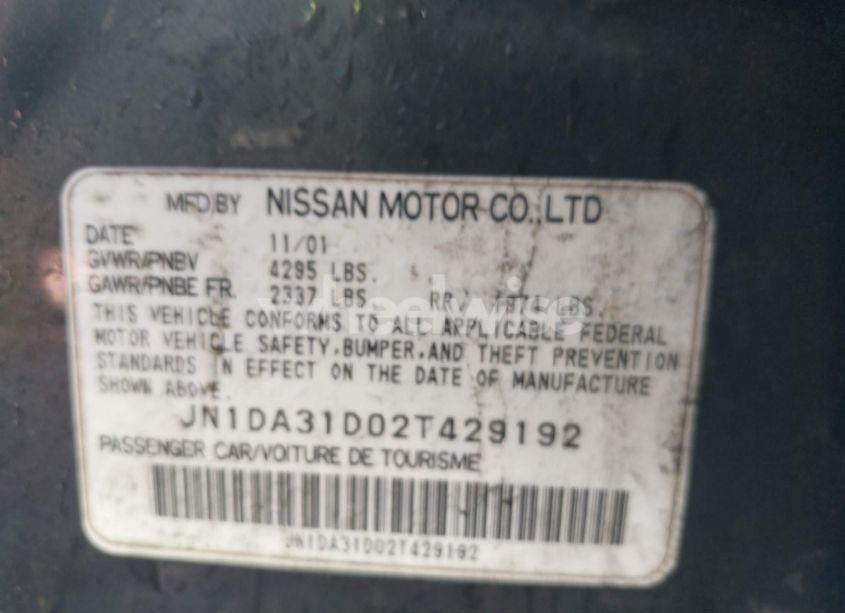 MFD BY NISSAN MOTOR CO., LTD
DATE 11/01
GVWR/PNBV 4295 LBS.
GAWR/PNBE FR. 2337 LBS. RR. LBS.
THIS VEHICLE CONFORMS TO ALL APPLICABLE FEDERAL
MOTOR VEHICLE SAFETY, BUMPER, AND THEFT PREVENTION
STANDARDS IN EFFECT ON THE DATE OF MANUFACTURE
SHOWN ABOVE.
JN1DA31D02T429192
PASSENGER CAR/VOITURE DE TOURISME
JN1DA31D02T429192